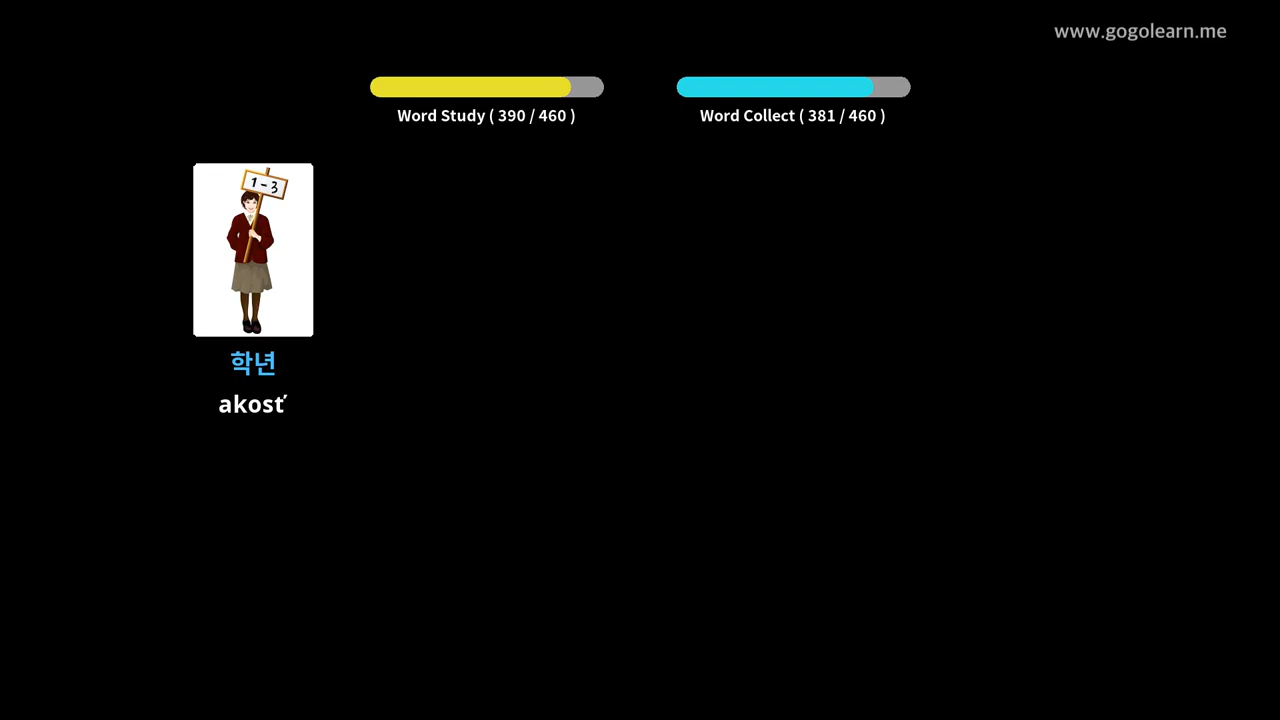 www.gogolearn.me
Word Study ( 390 / 460 )
Word Collect ( 381 / 460 )
1 - 3
학년
akosť